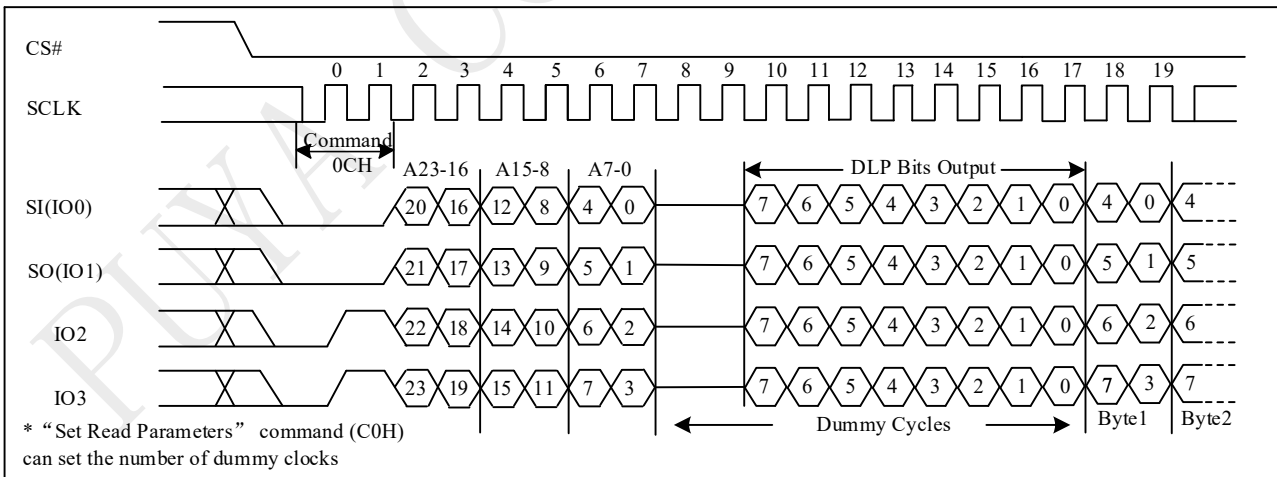 CS#
0 1 2 3 4 5 6 7 8 9 10 11 12 13 14 15 16 17 18 19
SCLK
Command
0CH
A23-16 A15-8 A7-0 DLP Bits Output
SI(IO0) 20 16 12 8 4 0 7 6 5 4 3 2 1 0 4 0 4
SO(IO1) 21 17 13 9 5 1 7 6 5 4 3 2 1 0 5 1 5
IO2 22 18 14 10 6 2 7 6 5 4 3 2 1 0 6 2 6
IO3 23 19 15 11 7 3 7 6 5 4 3 2 1 0 7 3 7
Dummy Cycles Byte1 Byte2
* “Set Read Parameters” command (C0H)
can set the number of dummy clocks
PUYA CO